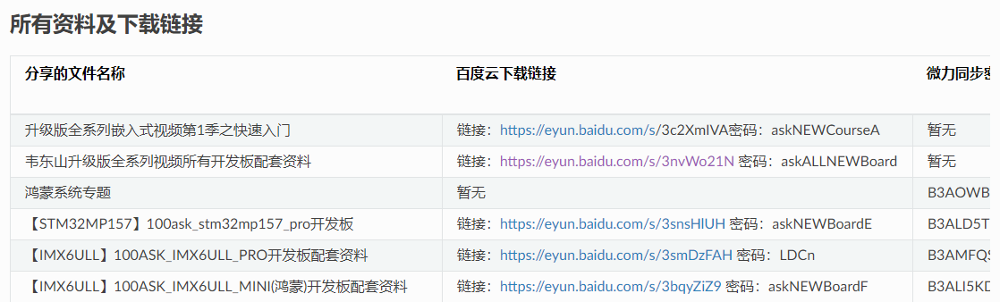 所有资料及下载链接
分享的文件名称 百度云下载链接 微力同步密
升级版全系列嵌入式视频第1季之快速入门 链接：https://eyun.baidu.com/s/3c2XmIVA密码：askNEWCourseA 暂无
韦东山升级版全系列视频所有开发板配套资料 链接：https://eyun.baidu.com/s/3nvWo21N 密码：askALLNEWBoard 暂无
鸿蒙系统专题 暂无 B3AOWB
【STM32MP157】100ask_stm32mp157_pro开发板 链接：https://eyun.baidu.com/s/3snsHlUH 密码：askNEWBoardE B3ALD5T
【IMX6ULL】100ASK_IMX6ULL_PRO开发板配套资料 链接：https://eyun.baidu.com/s/3smDzFAH 密码：LDCn B3AMFQS
【IMX6ULL】100ASK_IMX6ULL_MINI(鸿蒙)开发板配套资料 链接：https://eyun.baidu.com/s/3bqyZiZ9 密码：askNEWBoardF B3ALI5KD